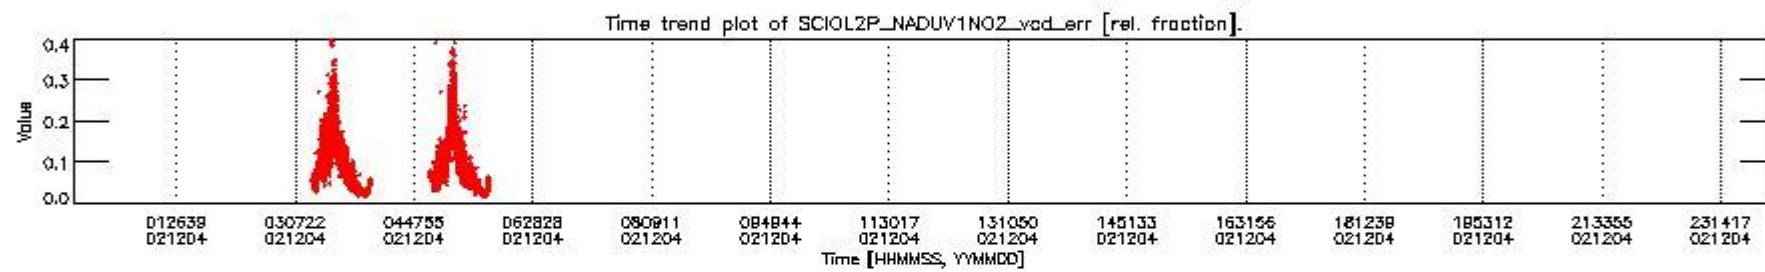 Time trend plot of SCIOL2P_NADUV1NO2_vcd_err [rel. fraction].
0.4
0.3
0.2
0.1
0.0
Value
012639 030722 044755 062828 080911 094944 113017 131050 145133 163156 181239 195312 213355 231417
021204 021204 021204 021204 021204 021204 021204 021204 021204 021204 021204 021204 021204 021204
Time [HHMMSS, YYMMDD]